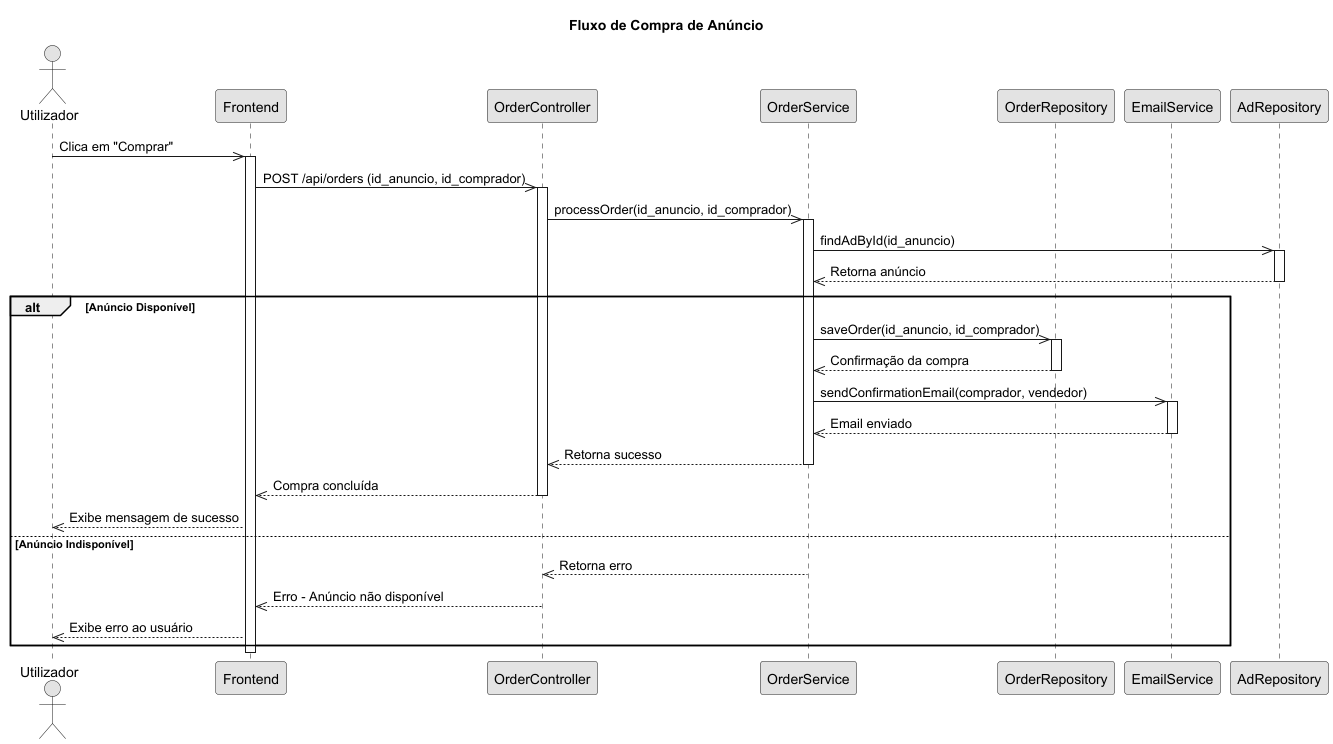 Fluxo de Compra de Anúncio
Utilizador
Frontend
OrderController
OrderService
OrderRepository
EmailService
AdRepository
Clica em "Comprar"
POST /api/orders (id_anuncio, id_comprador)
processOrder(id_anuncio, id_comprador)
findAdById(id_anuncio)
Retorna anúncio
alt
[Anúncio Disponível]
saveOrder(id_anuncio, id_comprador)
Confirmação da compra
sendConfirmationEmail(comprador, vendedor)
Email enviado
Retorna sucesso
Compra concluída
Exibe mensagem de sucesso
[Anúncio Indisponível]
Retorna erro
Erro - Anúncio não disponível
Exibe erro ao usuário
Utilizador
Frontend
OrderController
OrderService
OrderRepository
EmailService
AdRepository